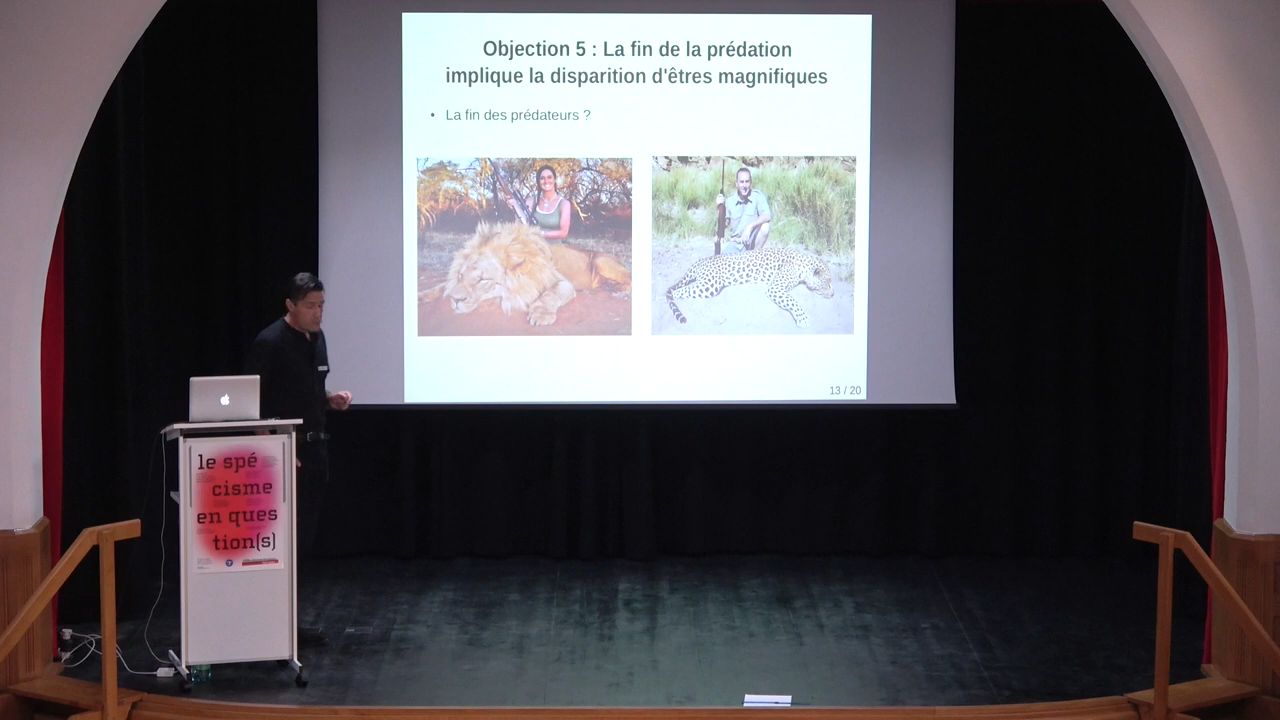 Objection 5 : La fin de la prédation
implique la disparition d'êtres magnifiques
• La fin des prédateurs ?
13 / 20
le spé
cisme
en ques
tion(s)